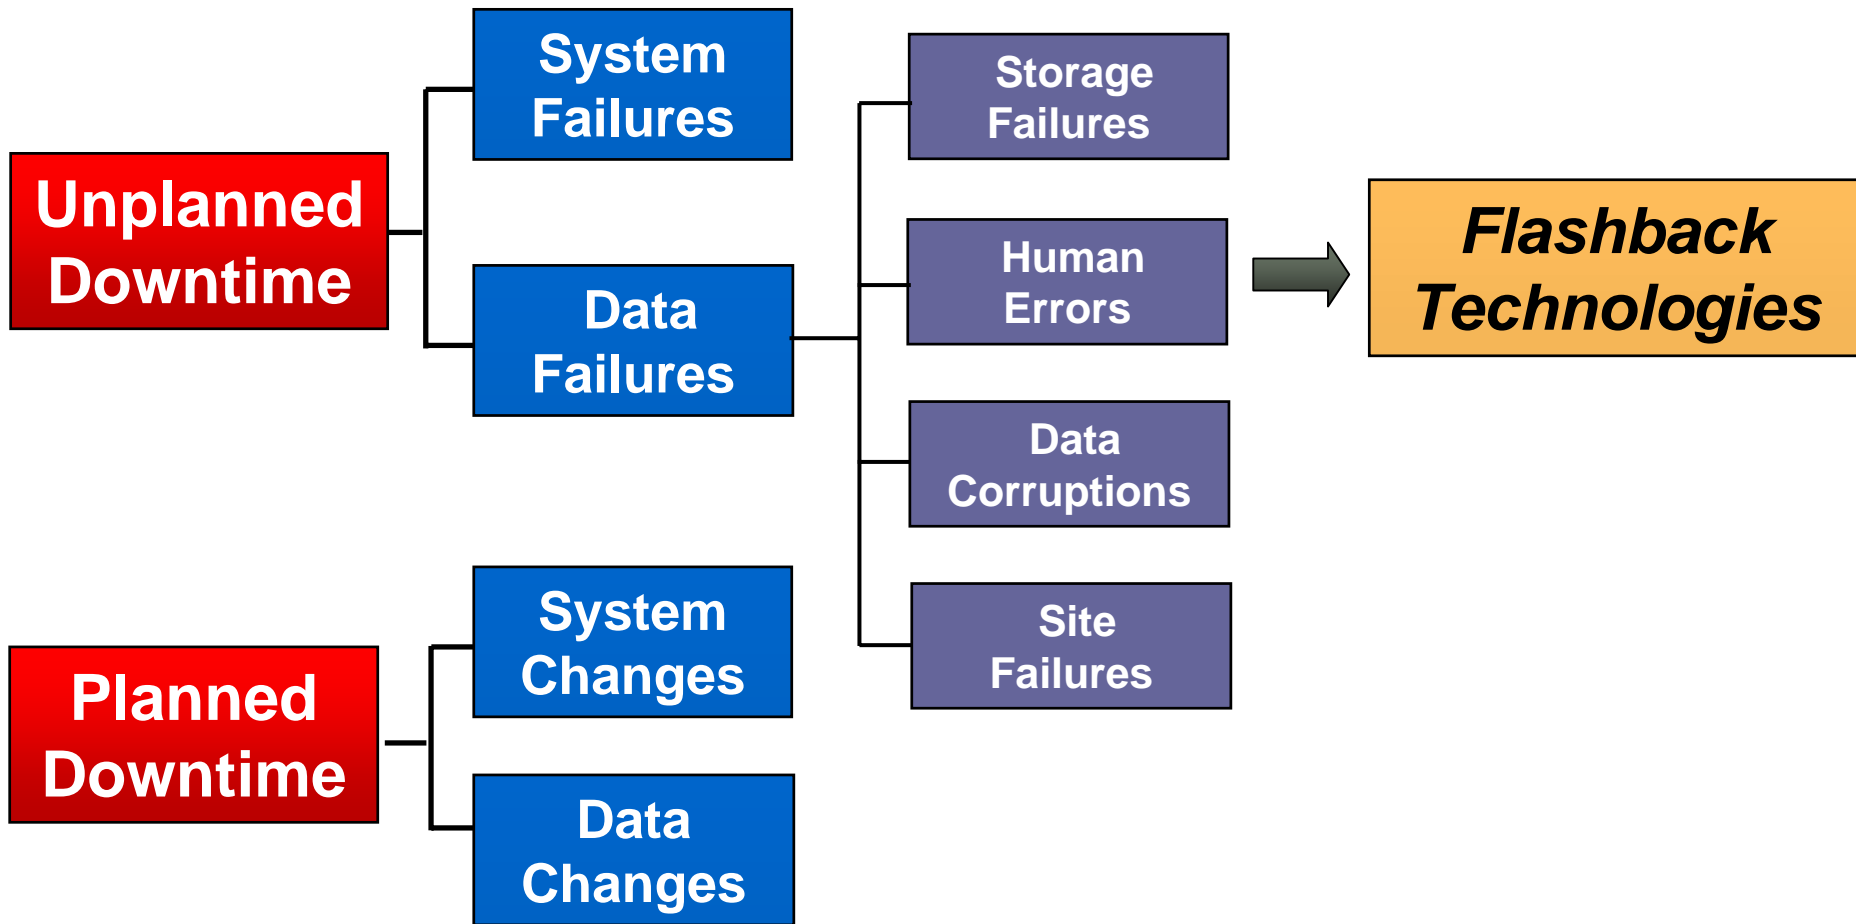 Unplanned
Downtime
System
Failures
Data
Failures
Storage
Failures
Human
Errors
Data
Corruptions
Site
Failures
Flashback
Technologies
Planned
Downtime
System
Changes
Data
Changes